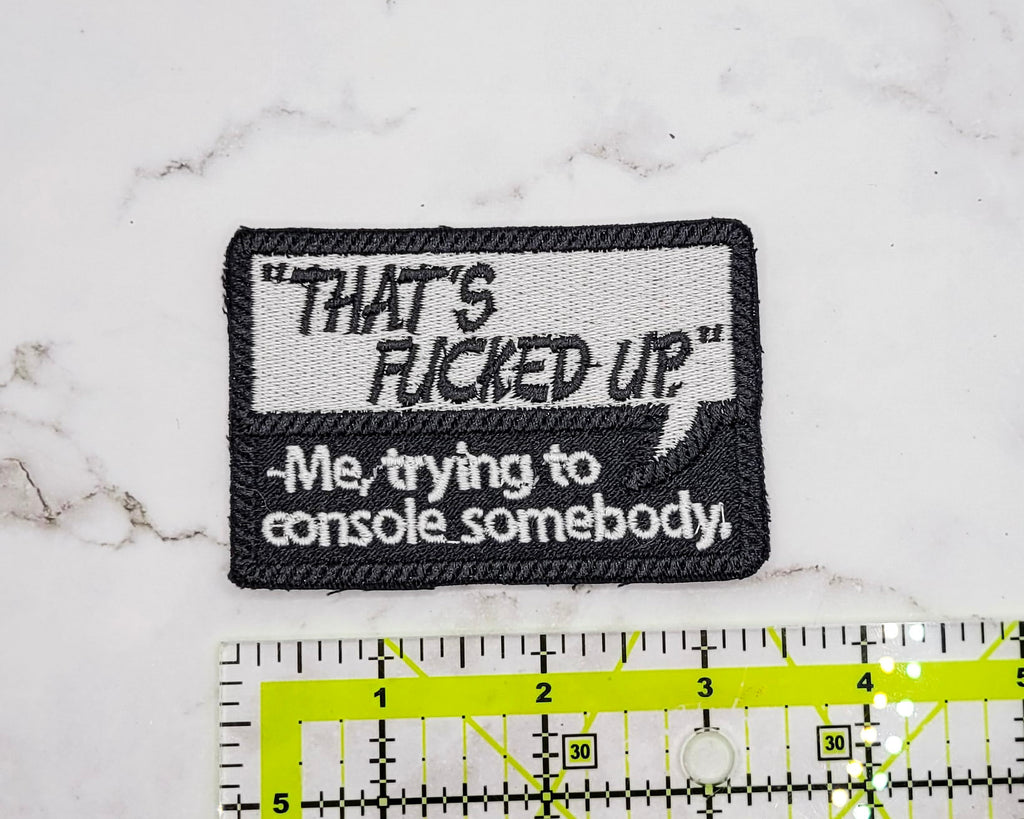 "THAT'S
FUCKED UP."
-Me, trying to
console somebody.
1 2 3 4 5
30 30
5